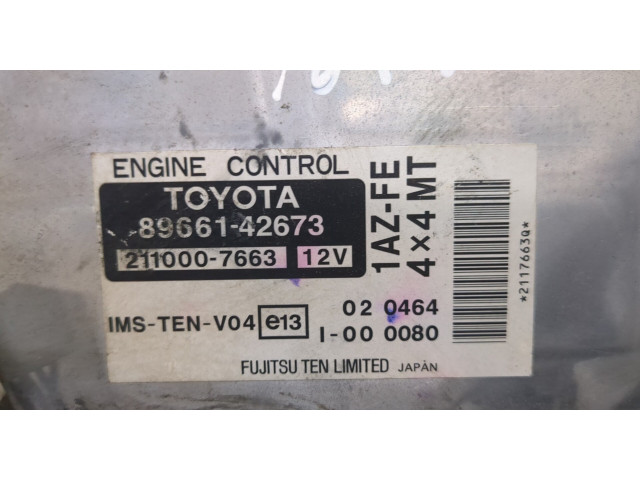 ENGINE CONTROL
TOYOTA
89661-42673
211000-7663 12V
1AZ-FE
4×4 MT
IMS-TEN-V04 e13
02 0464
I-00 0080
FUJITSU TEN LIMITED JAPAN
*2117663Q*